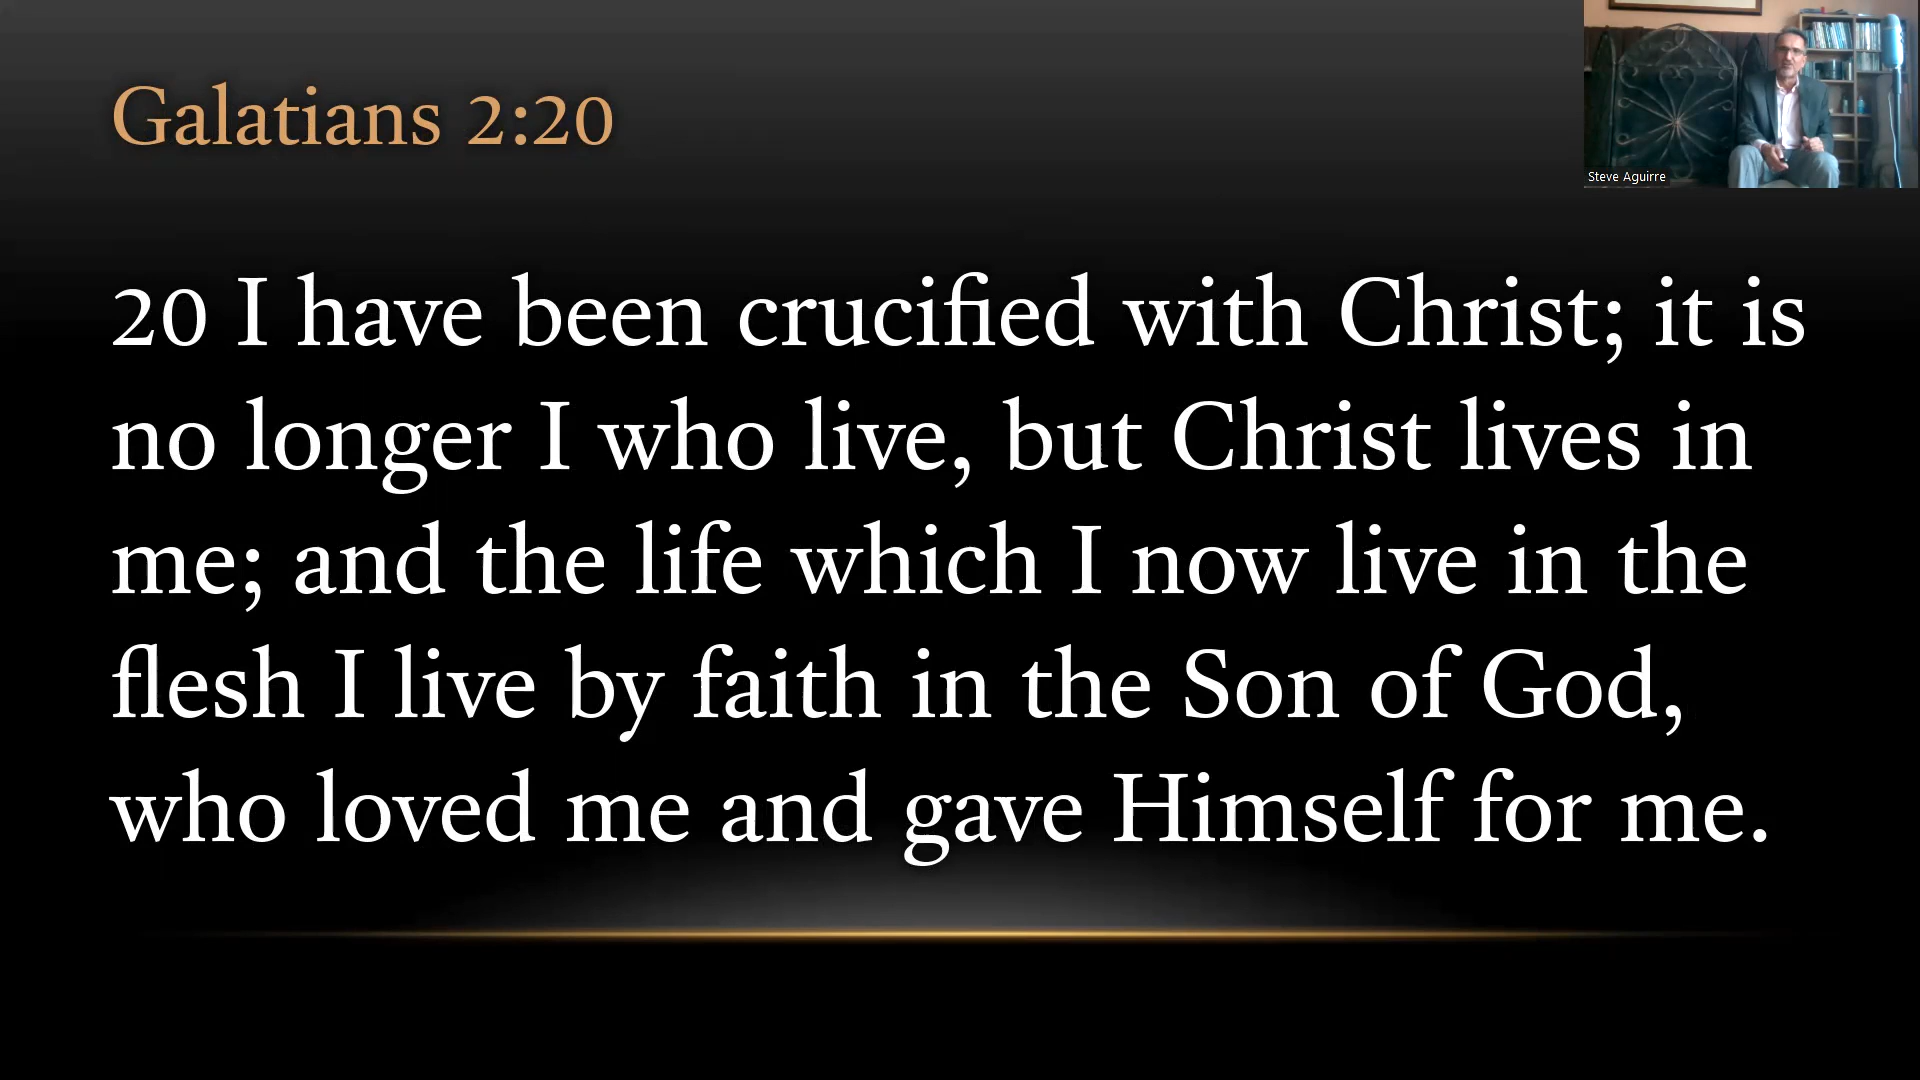 Galatians 2:20
Steve Aguirre
20 I have been crucified with Christ; it is
no longer I who live, but Christ lives in
me; and the life which I now live in the
flesh I live by faith in the Son of God,
who loved me and gave Himself for me.